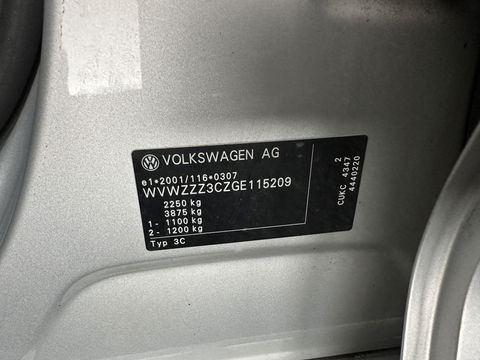 VOLKSWAGEN AG
e1*2001/116*0307
WVWZZZ3CZGE115209
2250 kg
3875 kg
1- 1100 kg
2- 1200 kg
Typ 3C
2
CUKC 4347
4440220